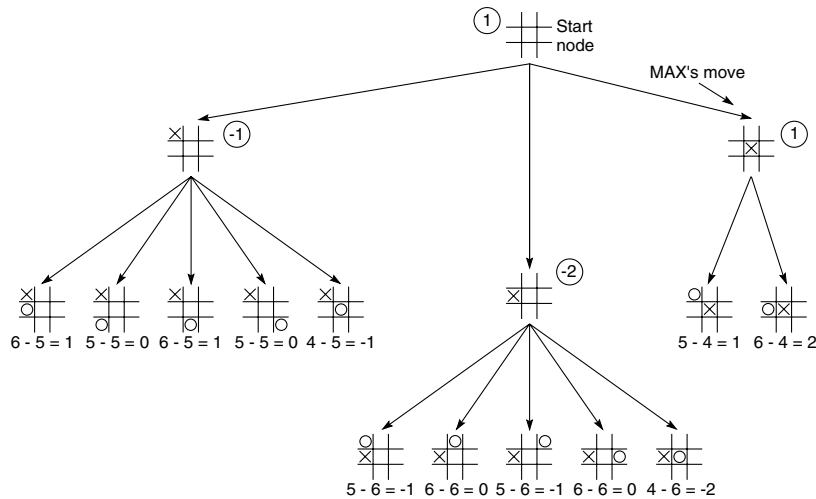 1
Start
node
MAX's move
-1
1
-2
6 - 5 = 1
5 - 5 = 0
6 - 5 = 1
5 - 5 = 0
4 - 5 = -1
5 - 4 = 1
6 - 4 = 2
5 - 6 = -1
6 - 6 = 0
5 - 6 = -1
6 - 6 = 0
4 - 6 = -2